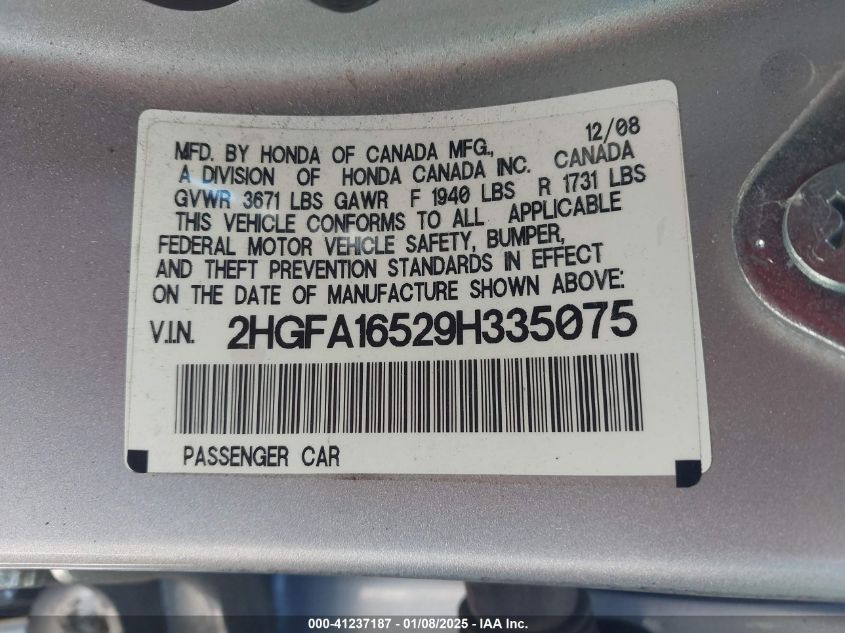 12/08
MFD. BY HONDA OF CANADA MFG., CANADA
A DIVISION OF HONDA CANADA INC.
GVWR 3671 LBS GAWR F 1940 LBS R 1731 LBS
THIS VEHICLE CONFORMS TO ALL APPLICABLE
FEDERAL MOTOR VEHICLE SAFETY, BUMPER,
AND THEFT PREVENTION STANDARDS IN EFFECT
ON THE DATE OF MANUFACTURE SHOWN ABOVE:
V.I.N. 2HGFA16529H335075
PASSENGER CAR
000-41237187 - 01/08/2025 - IAA Inc.